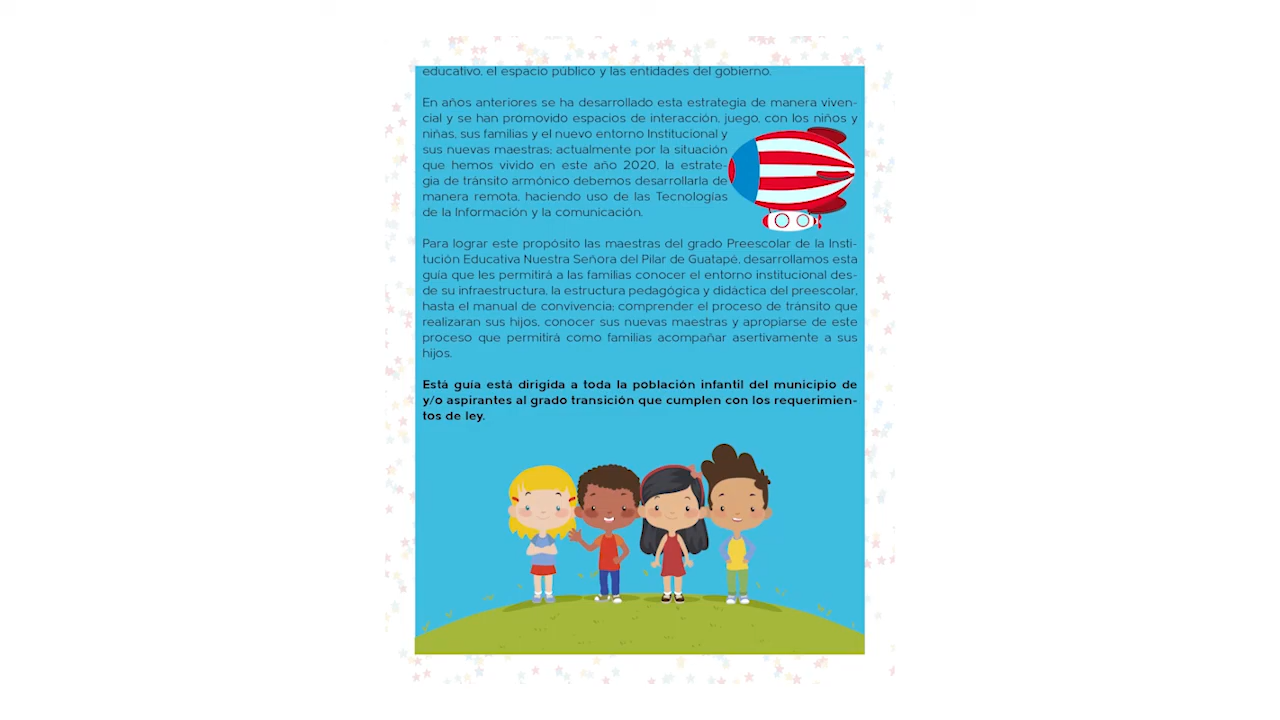 educativo, el espacio público y las entidades del gobierno.
En años anteriores se ha desarrollado esta estrategia de manera viven-
cial y se han promovido espacios de interacción, juego, con los niños y
niñas, sus familias y el nuevo entorno Institucional y
sus nuevas maestras; actualmente por la situación
que hemos vivido en este año 2020, la estrate-
gia de tránsito armónico debemos desarrollarla de
manera remota, haciendo uso de las Tecnologías
de la Información y la comunicación.
Para lograr este propósito las maestras del grado Preescolar de la Insti-
tución Educativa Nuestra Señora del Pilar de Guatapé, desarrollamos esta
guía que les permitirá a las familias conocer el entorno institucional des-
de su infraestructura, la estructura pedagógica y didáctica del preescolar,
hasta el manual de convivencia; comprender el proceso de tránsito que
realizaran sus hijos, conocer sus nuevas maestras y apropiarse de este
proceso que permitirá como familias acompañar asertivamente a sus
hijos.
Está guía está dirigida a toda la población infantil del municipio de
y/o aspirantes al grado transición que cumplen con los requerimien-
tos de ley.